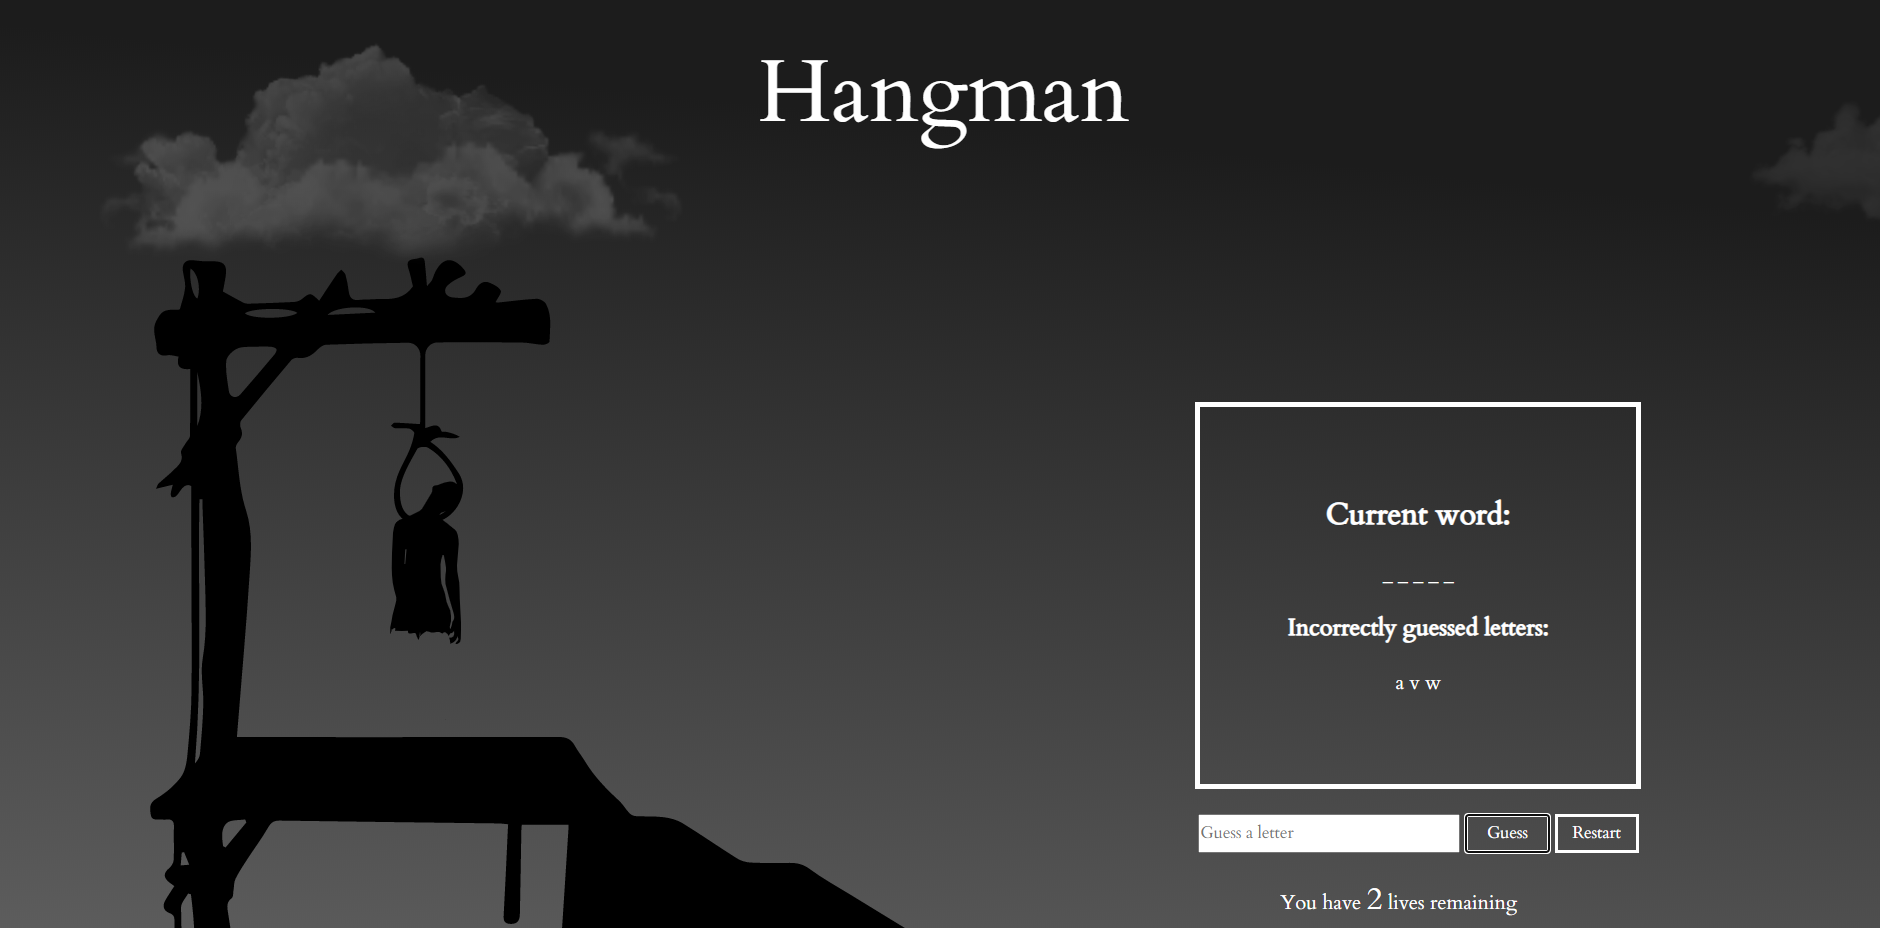 Hangman
Current word:
_ _ _ _ _
Incorrectly guessed letters:
a v w
Guess a letter
Guess
Restart
You have 2 lives remaining